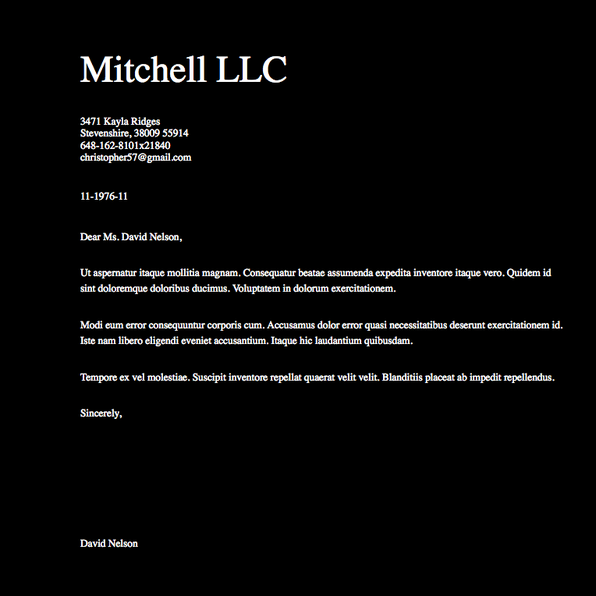 Mitchell LLC
3471 Kayla Ridges
Stevenshire, 38009 55914
648-162-8101x21840
christopher57@gmail.com
11-1976-11
Dear Ms. David Nelson,
Ut aspernatur itaque mollitia magnam. Consequatur beatae assumenda expedita inventore itaque vero. Quidem id
sint doloremque doloribus ducimus. Voluptatem in dolorum exercitationem.
Modi eum error consequuntur corporis cum. Accusamus dolor error quasi necessitatibus deserunt exercitationem id.
Iste nam libero eligendi eveniet accusantium. Itaque hic laudantium quibusdam.
Tempore ex vel molestiae. Suscipit inventore repellat quaerat velit velit. Blanditiis placeat ab impedit repellendus.
Sincerely,
David Nelson